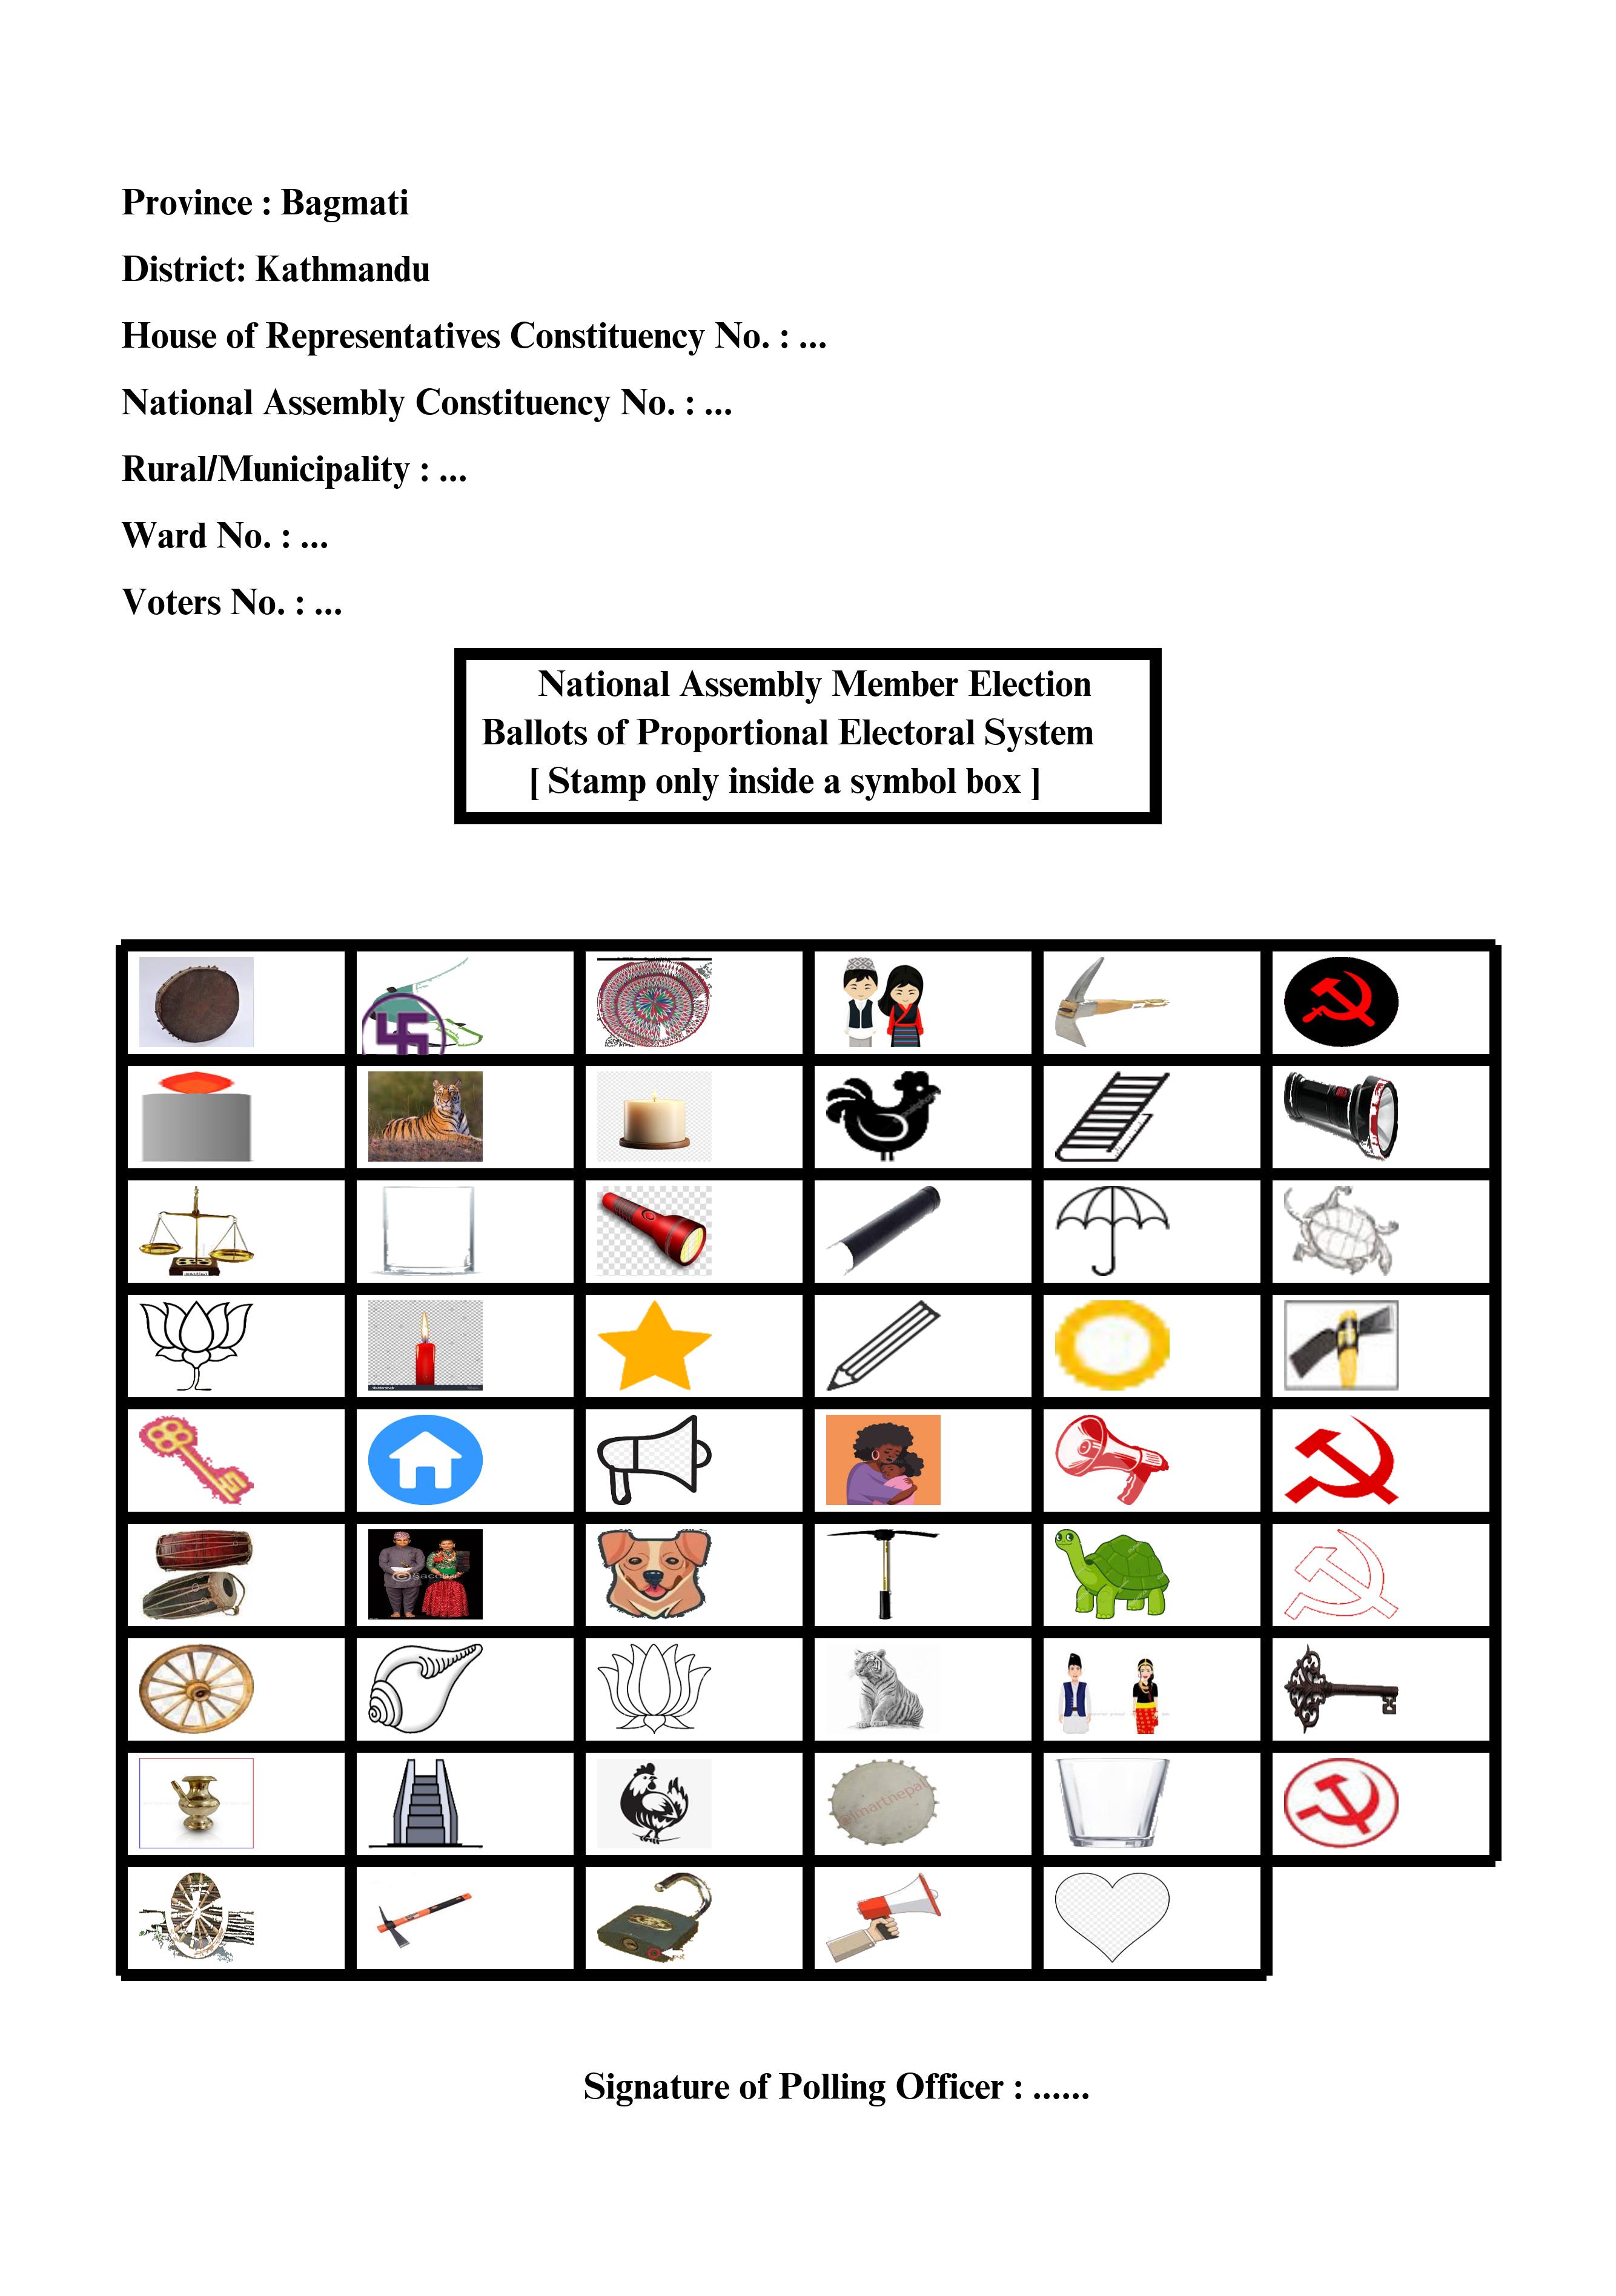 Province : Bagmati
District: Kathmandu
House of Representatives Constituency No. : ...
National Assembly Constituency No. : ...
Rural/Municipality : ...
Ward No. : ...
Voters No. : ...
National Assembly Member Election
Ballots of Proportional Electoral System
[ Stamp only inside a symbol box ]
Signature of Polling Officer : ......